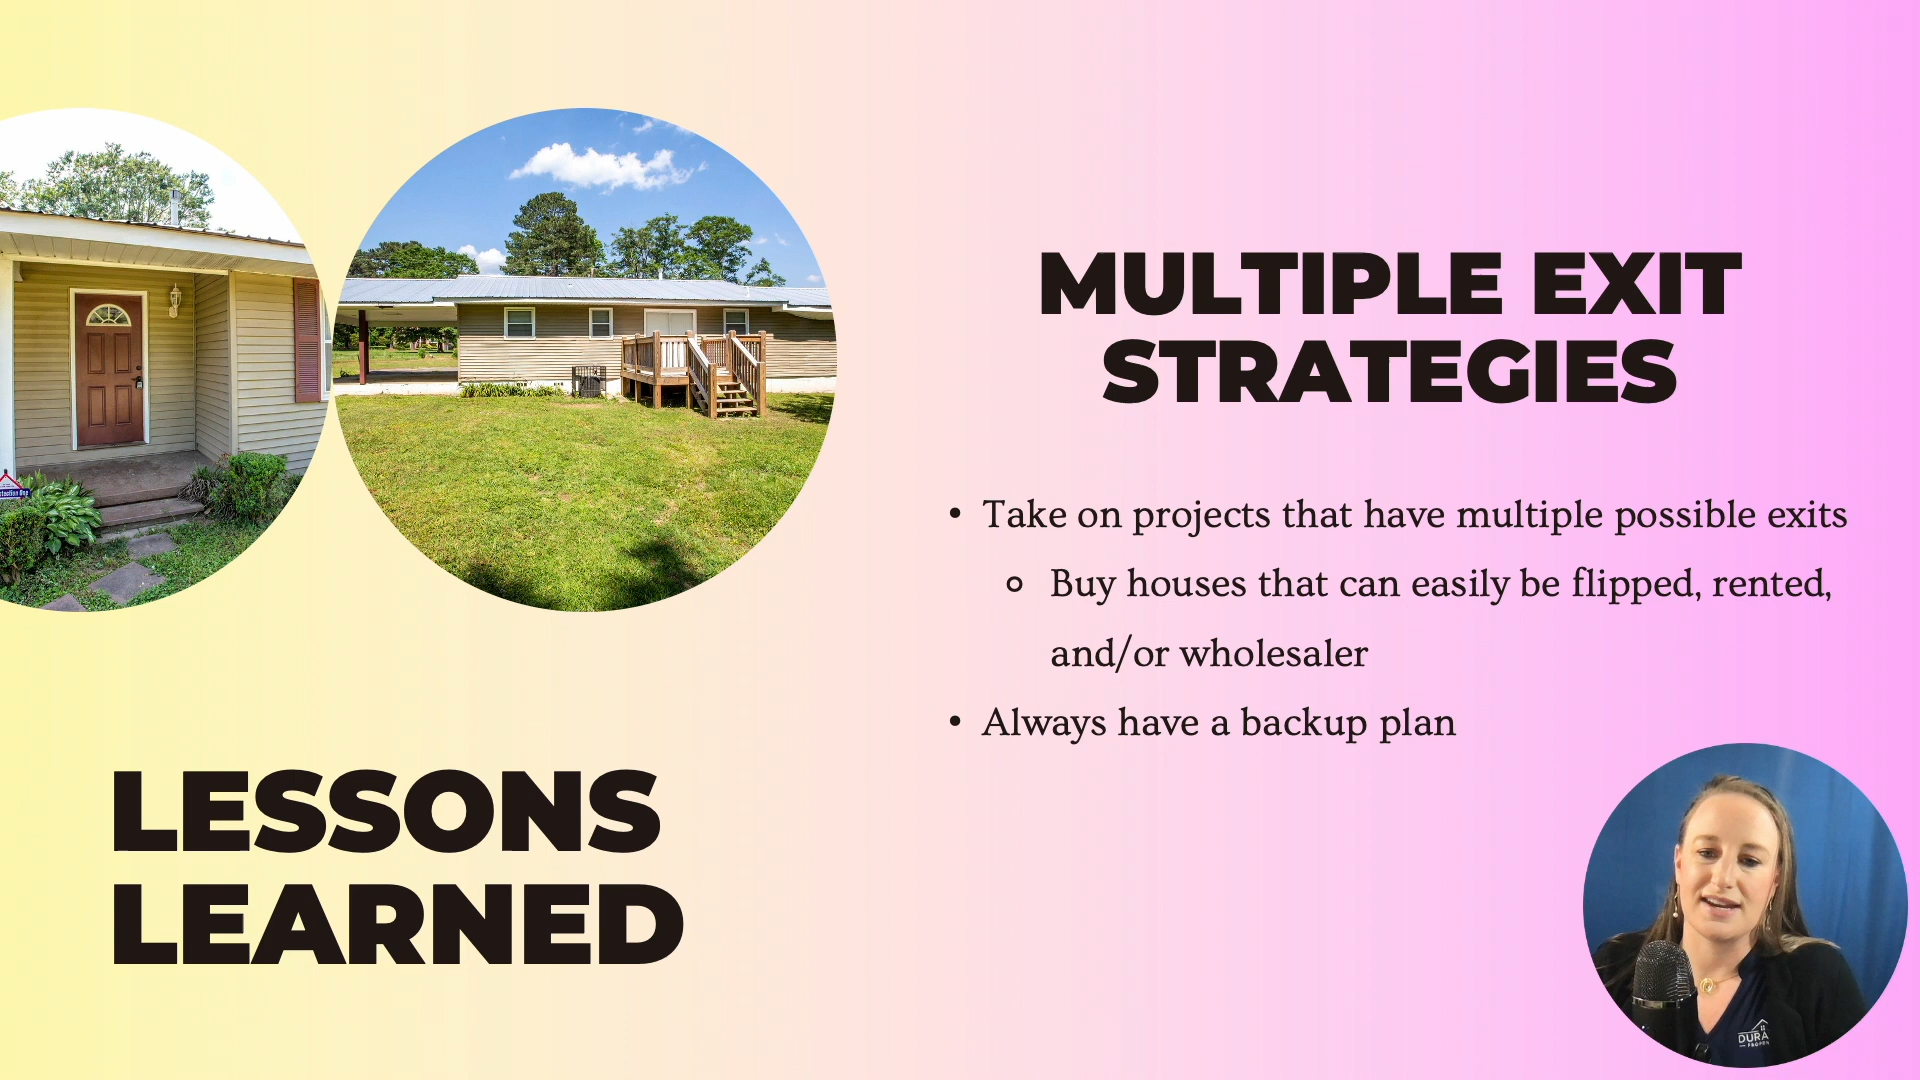 MULTIPLE EXIT
STRATEGIES
• Take on projects that have multiple possible exits
Buy houses that can easily be flipped, rented,
and/or wholesaler
• Always have a backup plan
LESSONS
LEARNED
DURA